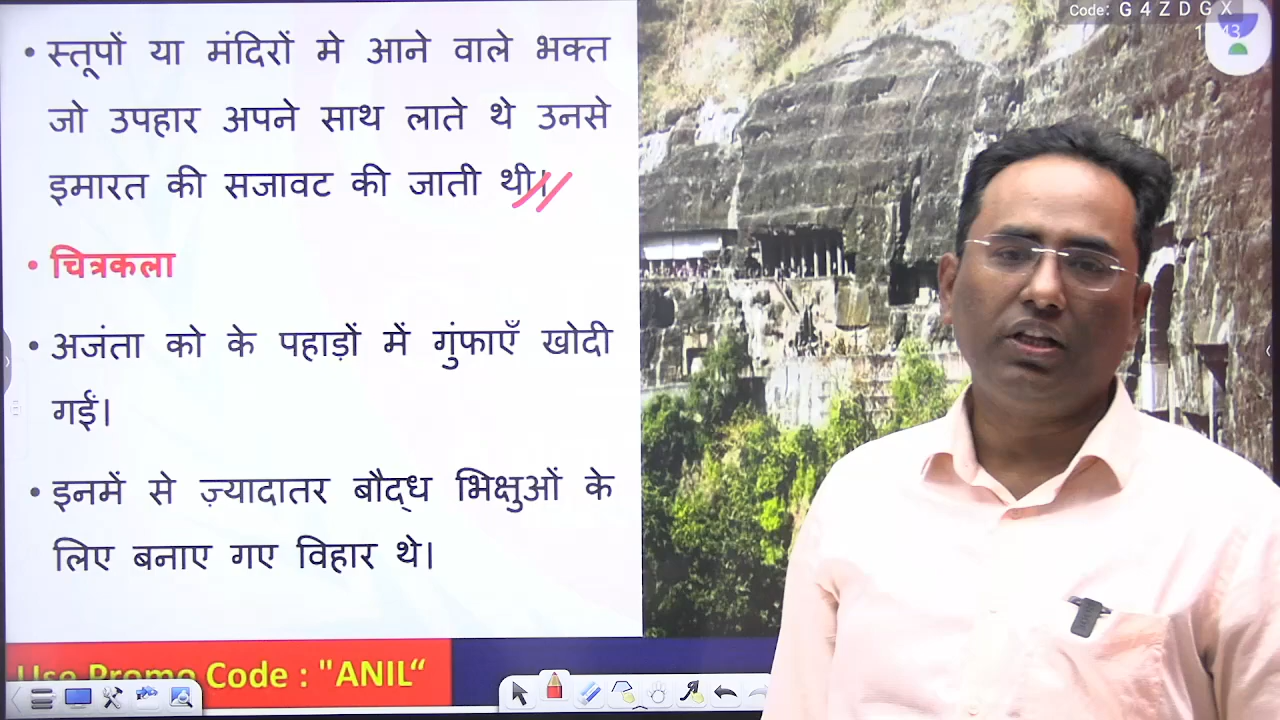 Code: G 4 Z D G X
• स्तूपों या मंदिरों मे आने वाले भक्त
जो उपहार अपने साथ लाते थे उनसे
इमारत की सजावट की जाती थी।
• चित्रकला
• अजंता को के पहाड़ों में गुंफाएँ खोदी
गईं।
• इनमें से ज़्यादातर बौद्ध भिक्षुओं के
लिए बनाए गए विहार थे।
Use Promo Code : "ANIL“